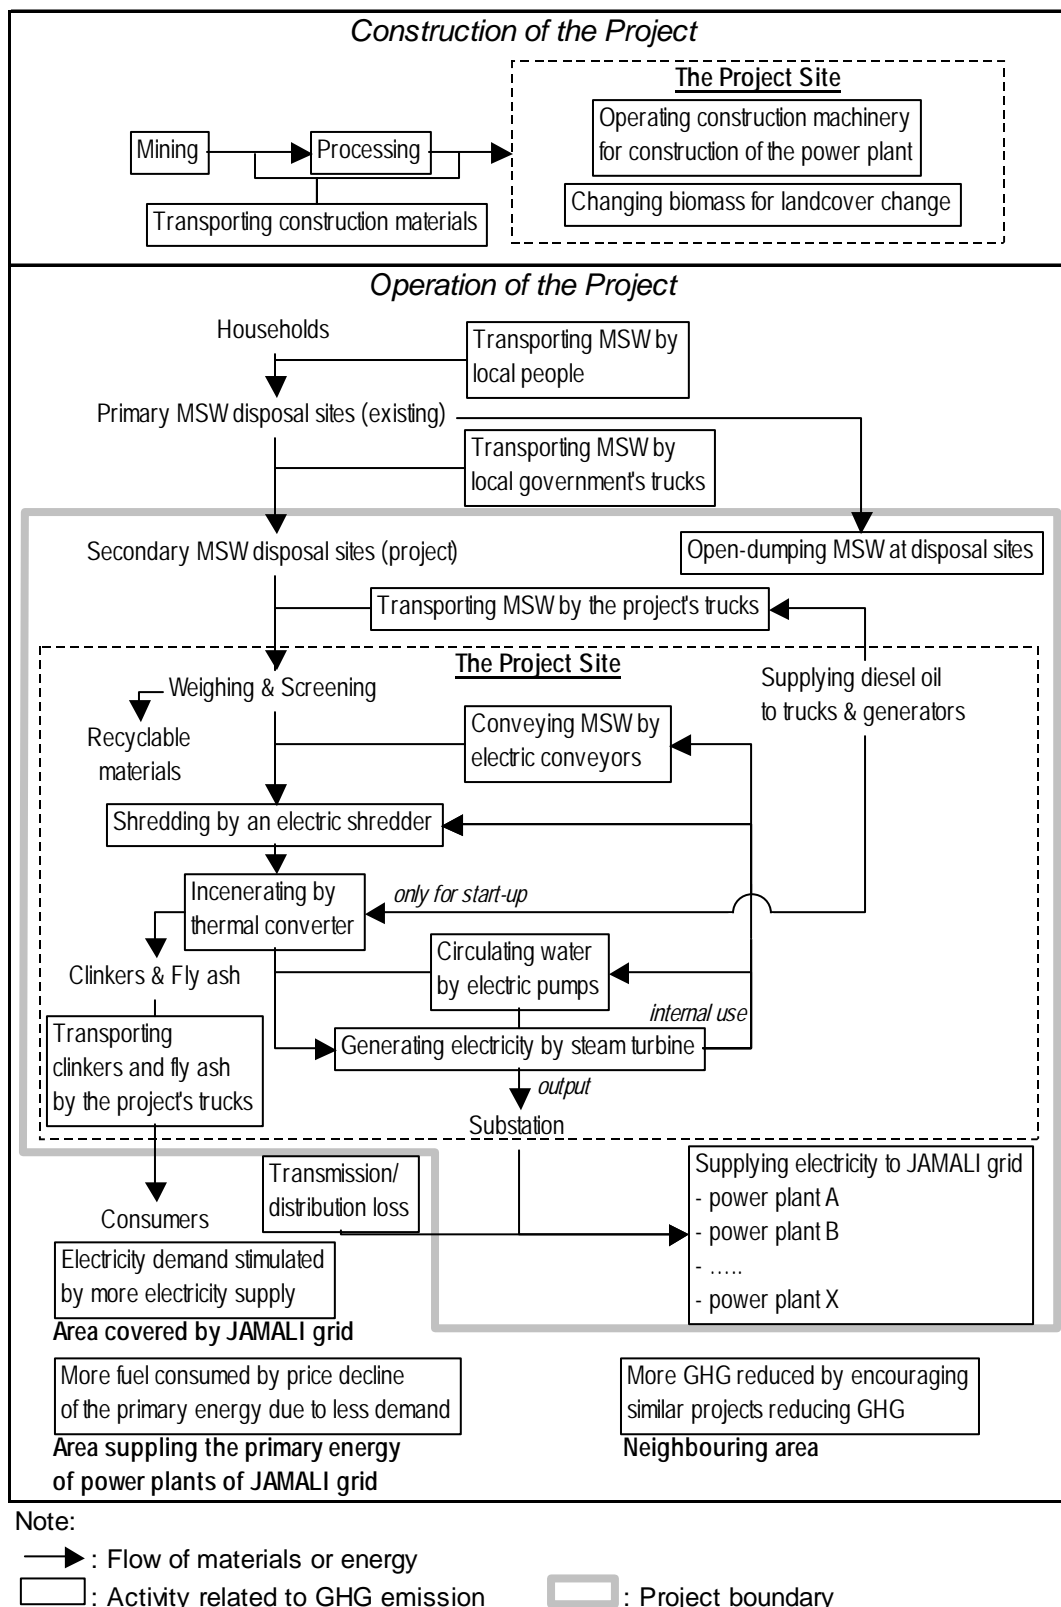 Construction of the Project
The Project Site
Operating construction machinery
for construction of the power plant
Mining
Processing
Changing biomass for landcover change
Transporting construction materials
Operation of the Project
Households
Transporting MSW by
local people
Primary MSW disposal sites (existing)
Transporting MSW by
local government's trucks
Secondary MSW disposal sites (project)
Open-dumping MSW at disposal sites
Transporting MSW by the project's trucks
The Project Site
Weighing & Screening
Supplying diesel oil
to trucks & generators
Recyclable
materials
Conveying MSW by
electric conveyors
Shredding by an electric shredder
Incenerating by
thermal converter
only for start-up
Clinkers & Fly ash
Circulating water
by electric pumps
internal use
Transporting
clinkers and fly ash
by the project's trucks
Generating electricity by steam turbine
output
Substation
Transmission/
distribution loss
Supplying electricity to JAMALI grid
- power plant A
- power plant B
- .....
- power plant X
Consumers
Electricity demand stimulated
by more electricity supply
Area covered by JAMALI grid
More fuel consumed by price decline
of the primary energy due to less demand
Area suppling the primary energy
of power plants of JAMALI grid
More GHG reduced by encouraging
similar projects reducing GHG
Neighbouring area
Note:
: Flow of materials or energy
: Activity related to GHG emission
: Project boundary